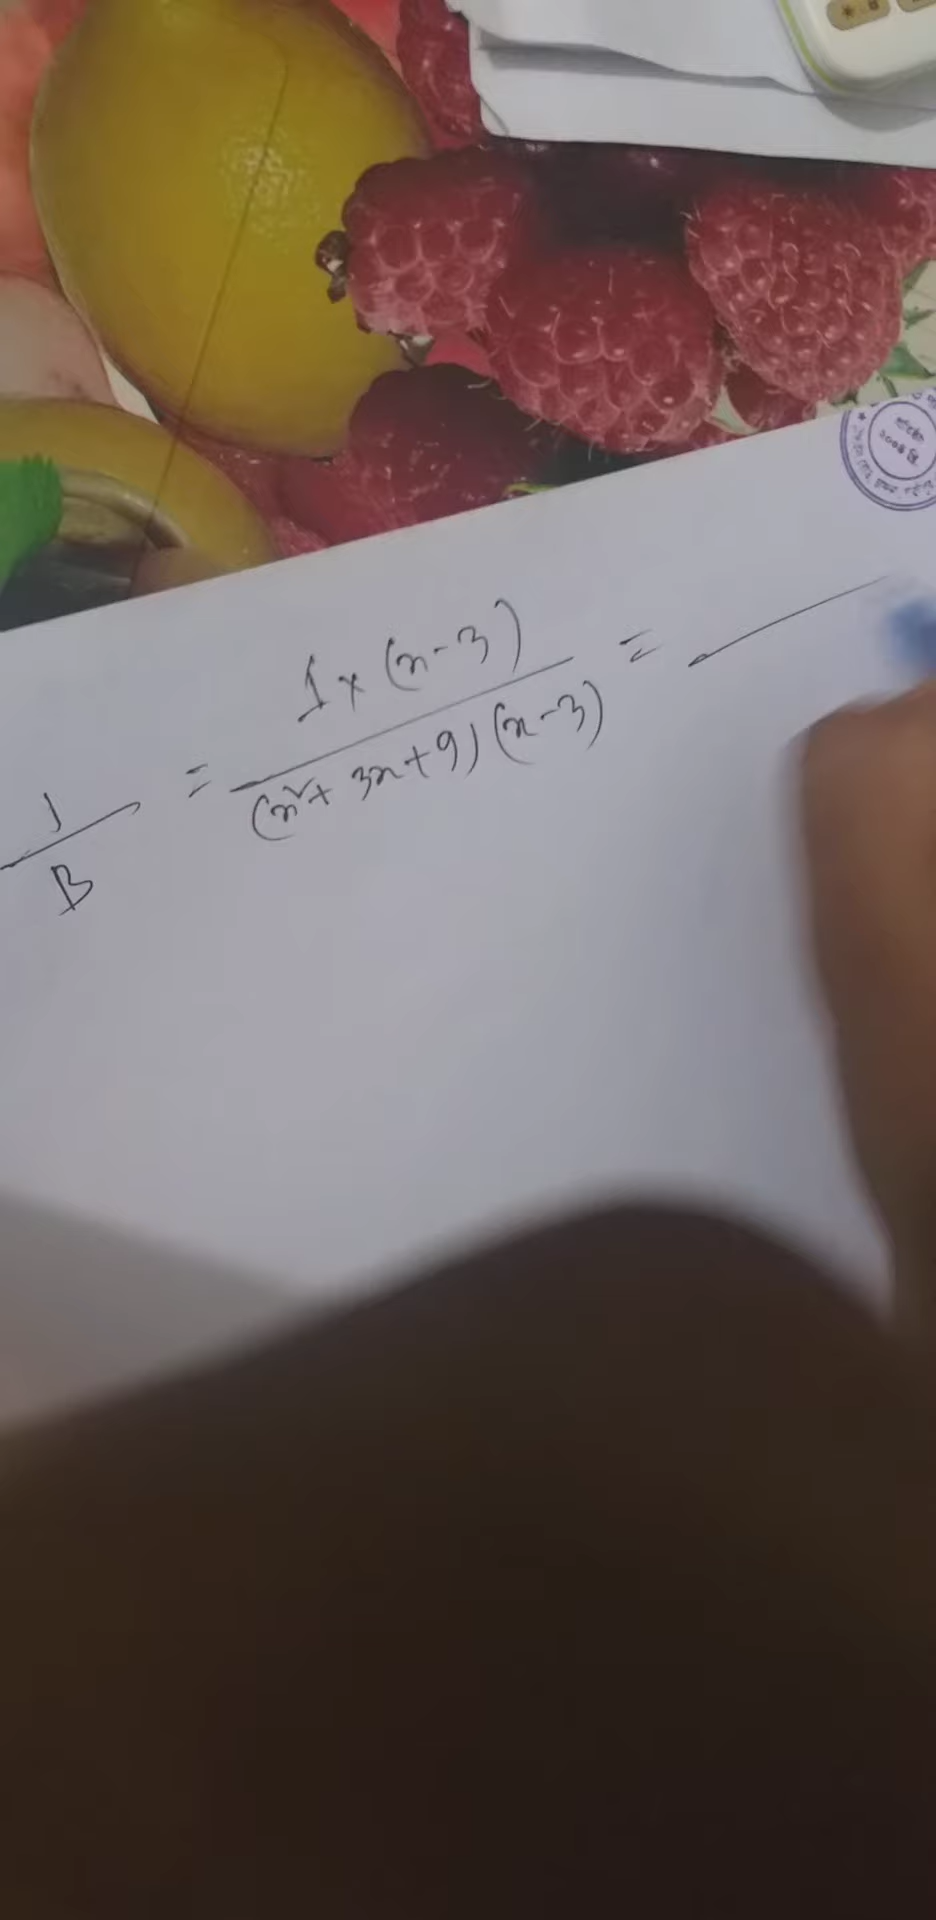 1/B = 1×(x-3)/(x²+3x+9)(x-3) =